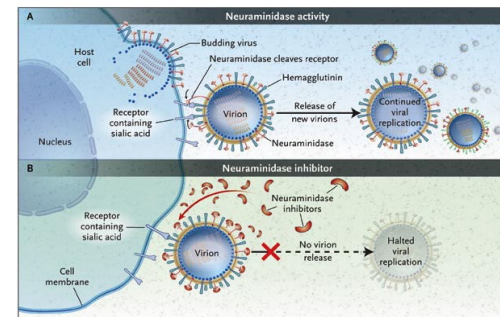 A
Neuraminidase activity
Host
cell
Budding virus
Neuraminidase cleaves receptor
Hemagglutinin
Receptor
containing
sialic acid
Virion
Release of
new virions
Continued
viral
replication
Neuraminidase
Nucleus
B
Neuraminidase inhibitor
Neuraminidase
inhibitors
Receptor
containing
sialic acid
Virion
No virion
release
Halted
viral
replication
Cell
membrane